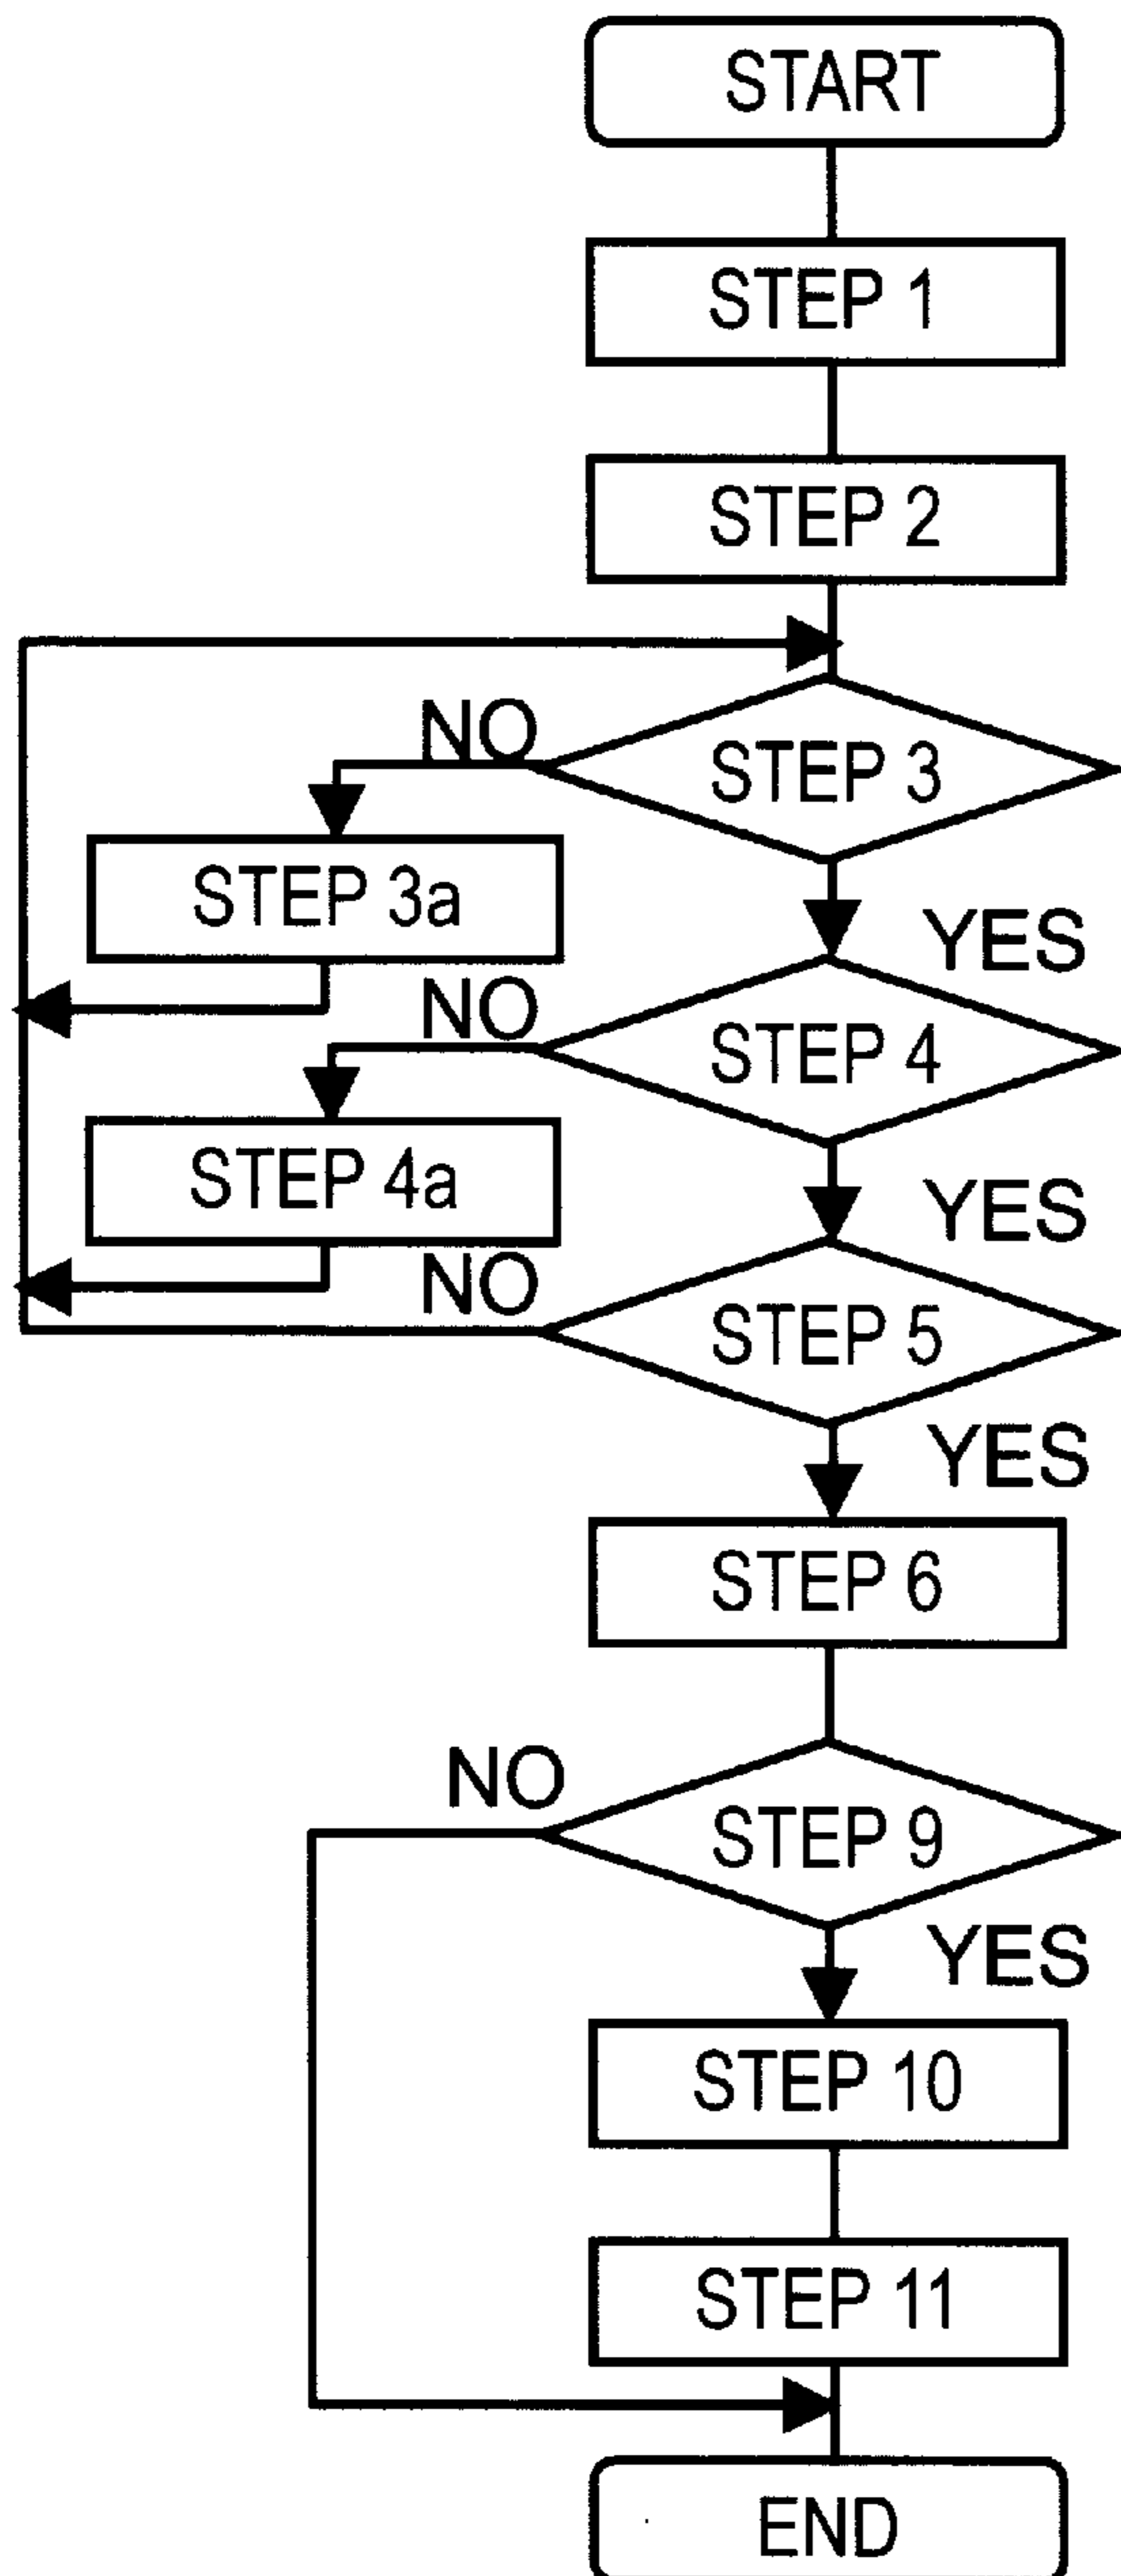 START
STEP 1
STEP 2
NO
STEP 3
STEP 3a
YES
NO
STEP 4
STEP 4a
YES
NO
STEP 5
YES
STEP 6
NO
STEP 9
YES
STEP 10
STEP 11
END